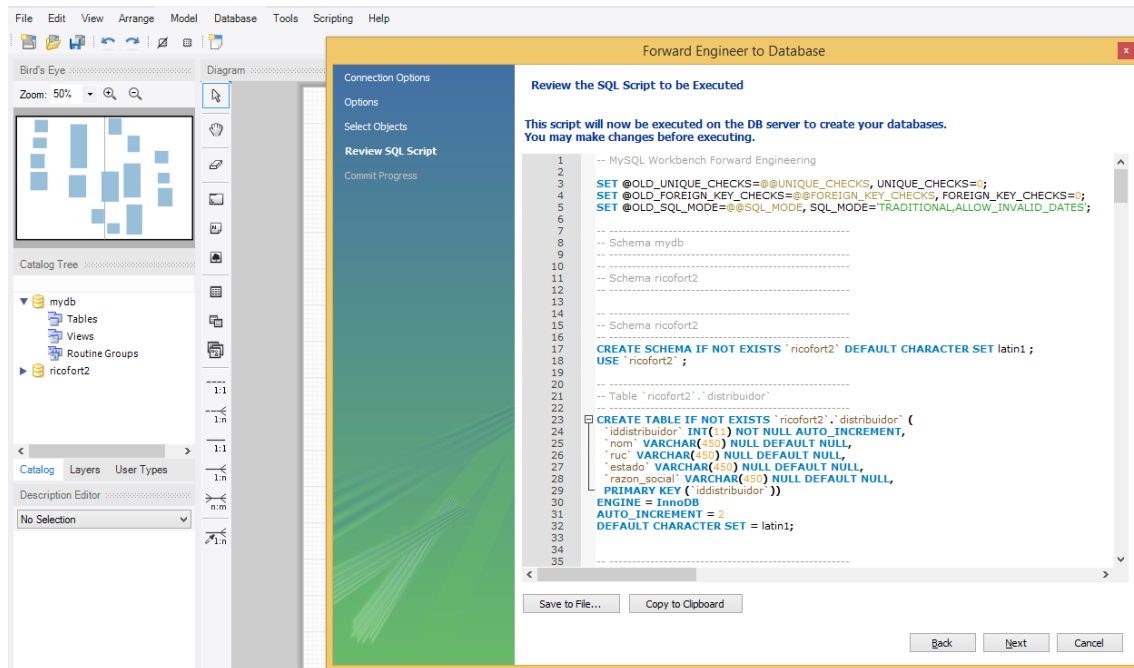 File Edit View Arrange Model Database Tools Scripting Help
Forward Engineer to Database
x
Bird's Eye
Diagram
Zoom: 50%
Catalog Tree
mydb
Tables
Views
Routine Groups
ricofort2
Catalog Layers User Types
Description Editor
No Selection
1:1
1:n
1:1
1:n
n:m
1:n
Connection Options
Options
Select Objects
Review SQL Script
Commit Progress
Review the SQL Script to be Executed
This script will now be executed on the DB server to create your databases.
You may make changes before executing.
1 -- MySQL Workbench Forward Engineering
2
3 SET @OLD_UNIQUE_CHECKS=@@UNIQUE_CHECKS, UNIQUE_CHECKS=0;
4 SET @OLD_FOREIGN_KEY_CHECKS=@@FOREIGN_KEY_CHECKS, FOREIGN_KEY_CHECKS=0;
5 SET @OLD_SQL_MODE=@@SQL_MODE, SQL_MODE='TRADITIONAL,ALLOW_INVALID_DATES';
6
7 -- -----------------------------------------------------
8 -- Schema mydb
9 -- -----------------------------------------------------
10 -- -----------------------------------------------------
11 -- Schema ricofort2
12 -- -----------------------------------------------------
13
14 -- -----------------------------------------------------
15 -- Schema ricofort2
16 -- -----------------------------------------------------
17 CREATE SCHEMA IF NOT EXISTS `ricofort2` DEFAULT CHARACTER SET latin1 ;
18 USE `ricofort2` ;
19
20 -- -----------------------------------------------------
21 -- Table `ricofort2`.`distribuidor`
22 -- -----------------------------------------------------
23 CREATE TABLE IF NOT EXISTS `ricofort2`.`distribuidor` (
24 `iddistribuidor` INT(11) NOT NULL AUTO_INCREMENT,
25 `nom` VARCHAR(450) NULL DEFAULT NULL,
26 `ruc` VARCHAR(450) NULL DEFAULT NULL,
27 `estado` VARCHAR(450) NULL DEFAULT NULL,
28 `razon_social` VARCHAR(450) NULL DEFAULT NULL,
29 PRIMARY KEY (`iddistribuidor`))
30 ENGINE = InnoDB
31 AUTO_INCREMENT = 2
32 DEFAULT CHARACTER SET = latin1;
33
34
35 -- -----------------------------------------------------
Save to File... Copy to Clipboard
Back Next Cancel